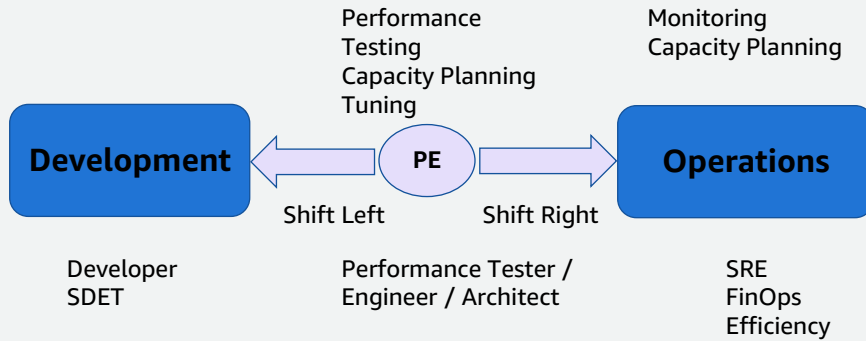 Performance
Testing
Capacity Planning
Tuning
Monitoring
Capacity Planning
Development
PE
Operations
Shift Left
Shift Right
Developer
SDET
Performance Tester /
Engineer / Architect
SRE
FinOps
Efficiency